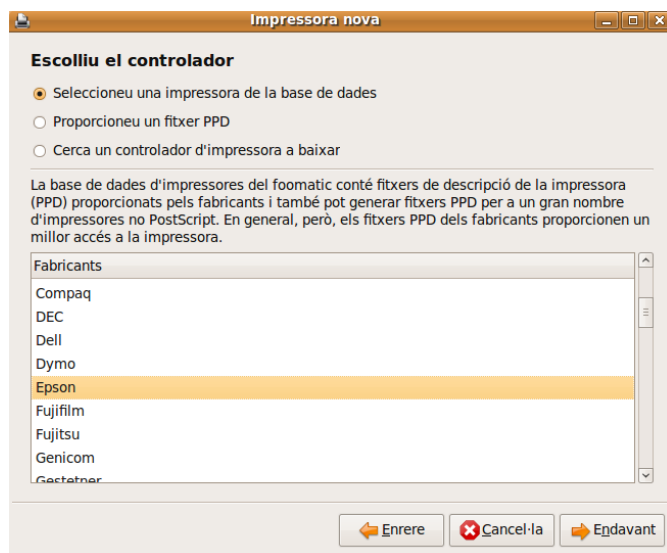 Impressora nova
Escolliu el controlador
Seleccioneu una impressora de la base de dades
Proporcioneu un fitxer PPD
Cerca un controlador d'impressora a baixar
La base de dades d'impressores del foomatic conté fitxers de descripció de la impressora
(PPD) proporcionats pels fabricants i també pot generar fitxers PPD per a un gran nombre
d'impressores no PostScript. En general, però, els fitxers PPD dels fabricants proporcionen un
millor accés a la impressora.
Fabricants
Compaq
DEC
Dell
Dymo
Epson
Fujifilm
Fujitsu
Genicom
Gestetner
Enrere Cancel·la Endavant